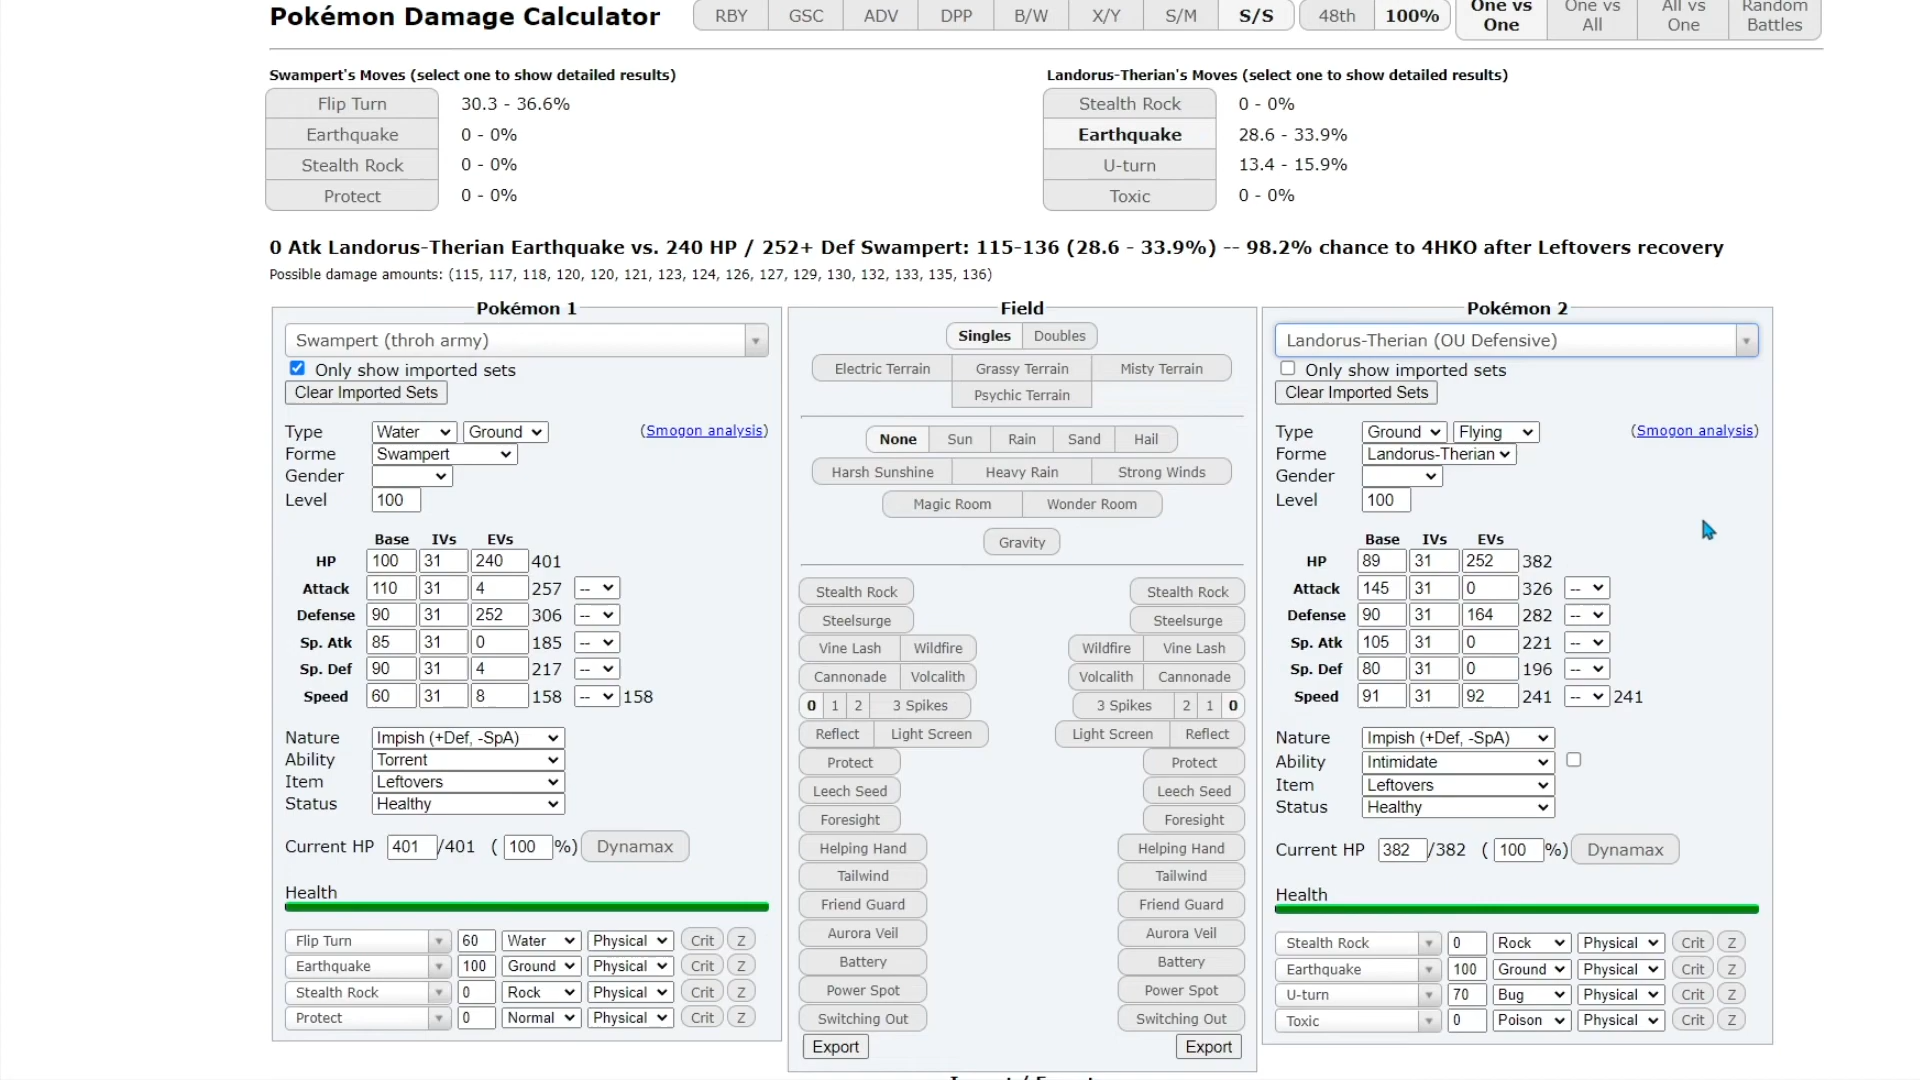 Pokémon Damage Calculator RBY GSC ADV DPP B/W X/Y S/M S/S 48th 100% One vs One One vs All All vs One Random Battles
Swampert's Moves (select one to show detailed results)
Flip Turn 30.3 - 36.6%
Earthquake 0 - 0%
Stealth Rock 0 - 0%
Protect 0 - 0%
Landorus-Therian's Moves (select one to show detailed results)
Stealth Rock 0 - 0%
Earthquake 28.6 - 33.9%
U-turn 13.4 - 15.9%
Toxic 0 - 0%
0 Atk Landorus-Therian Earthquake vs. 240 HP / 252+ Def Swampert: 115-136 (28.6 - 33.9%) -- 98.2% chance to 4HKO after Leftovers recovery
Possible damage amounts: (115, 117, 118, 120, 120, 121, 123, 124, 126, 127, 129, 130, 132, 133, 135, 136)
Pokémon 1
Swampert (throh army)
Only show imported sets
Clear Imported Sets
Type Water Ground (Smogon analysis)
Forme Swampert
Gender
Level 100
Base IVs EVs
HP 100 31 240 401
Attack 110 31 4 257 --
Defense 90 31 252 306 --
Sp. Atk 85 31 0 185 --
Sp. Def 90 31 4 217 --
Speed 60 31 8 158 -- 158
Nature Impish (+Def, -SpA)
Ability Torrent
Item Leftovers
Status Healthy
Current HP 401 /401 ( 100 %) Dynamax
Health
Flip Turn 60 Water Physical Crit Z
Earthquake 100 Ground Physical Crit Z
Stealth Rock 0 Rock Physical Crit Z
Protect 0 Normal Physical Crit Z
Field
Singles Doubles
Electric Terrain Grassy Terrain Misty Terrain
Psychic Terrain
None Sun Rain Sand Hail
Harsh Sunshine Heavy Rain Strong Winds
Magic Room Wonder Room
Gravity
Stealth Rock Stealth Rock
Steelsurge Steelsurge
Vine Lash Wildfire Wildfire Vine Lash
Cannonade Volcalith Volcalith Cannonade
0 1 2 3 Spikes 3 Spikes 2 1 0
Reflect Light Screen Light Screen Reflect
Protect Protect
Leech Seed Leech Seed
Foresight Foresight
Helping Hand Helping Hand
Tailwind Tailwind
Friend Guard Friend Guard
Aurora Veil Aurora Veil
Battery Battery
Power Spot Power Spot
Switching Out Switching Out
Export Export
Pokémon 2
Landorus-Therian (OU Defensive)
Only show imported sets
Clear Imported Sets
Type Ground Flying (Smogon analysis)
Forme Landorus-Therian
Gender
Level 100
Base IVs EVs
HP 89 31 252 382
Attack 145 31 0 326 --
Defense 90 31 164 282 --
Sp. Atk 105 31 0 221 --
Sp. Def 80 31 0 196 --
Speed 91 31 92 241 -- 241
Nature Impish (+Def, -SpA)
Ability Intimidate
Item Leftovers
Status Healthy
Current HP 382 /382 ( 100 %) Dynamax
Health
Stealth Rock 0 Rock Physical Crit Z
Earthquake 100 Ground Physical Crit Z
U-turn 70 Bug Physical Crit Z
Toxic 0 Poison Physical Crit Z